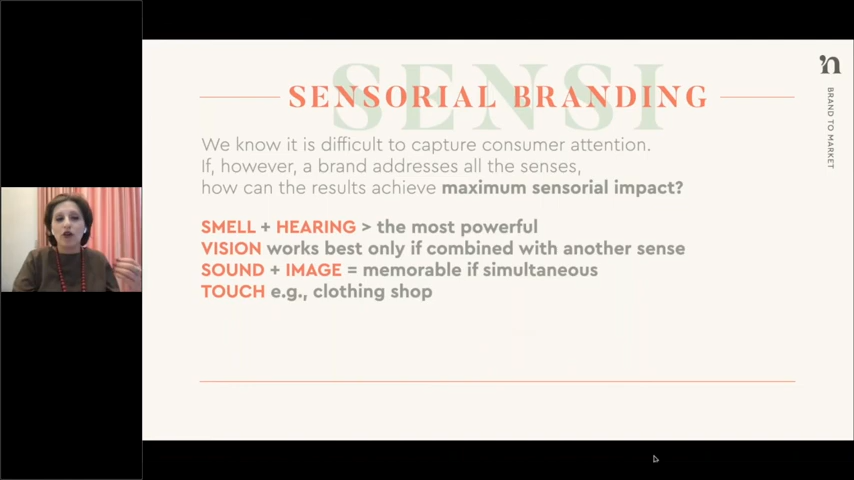 SENSI
SENSORIAL BRANDING
We know it is difficult to capture consumer attention.
If, however, a brand addresses all the senses,
how can the results achieve maximum sensorial impact?
SMELL + HEARING > the most powerful
VISION works best only if combined with another sense
SOUND + IMAGE = memorable if simultaneous
TOUCH e.g., clothing shop
'n
BRAND TO MARKET